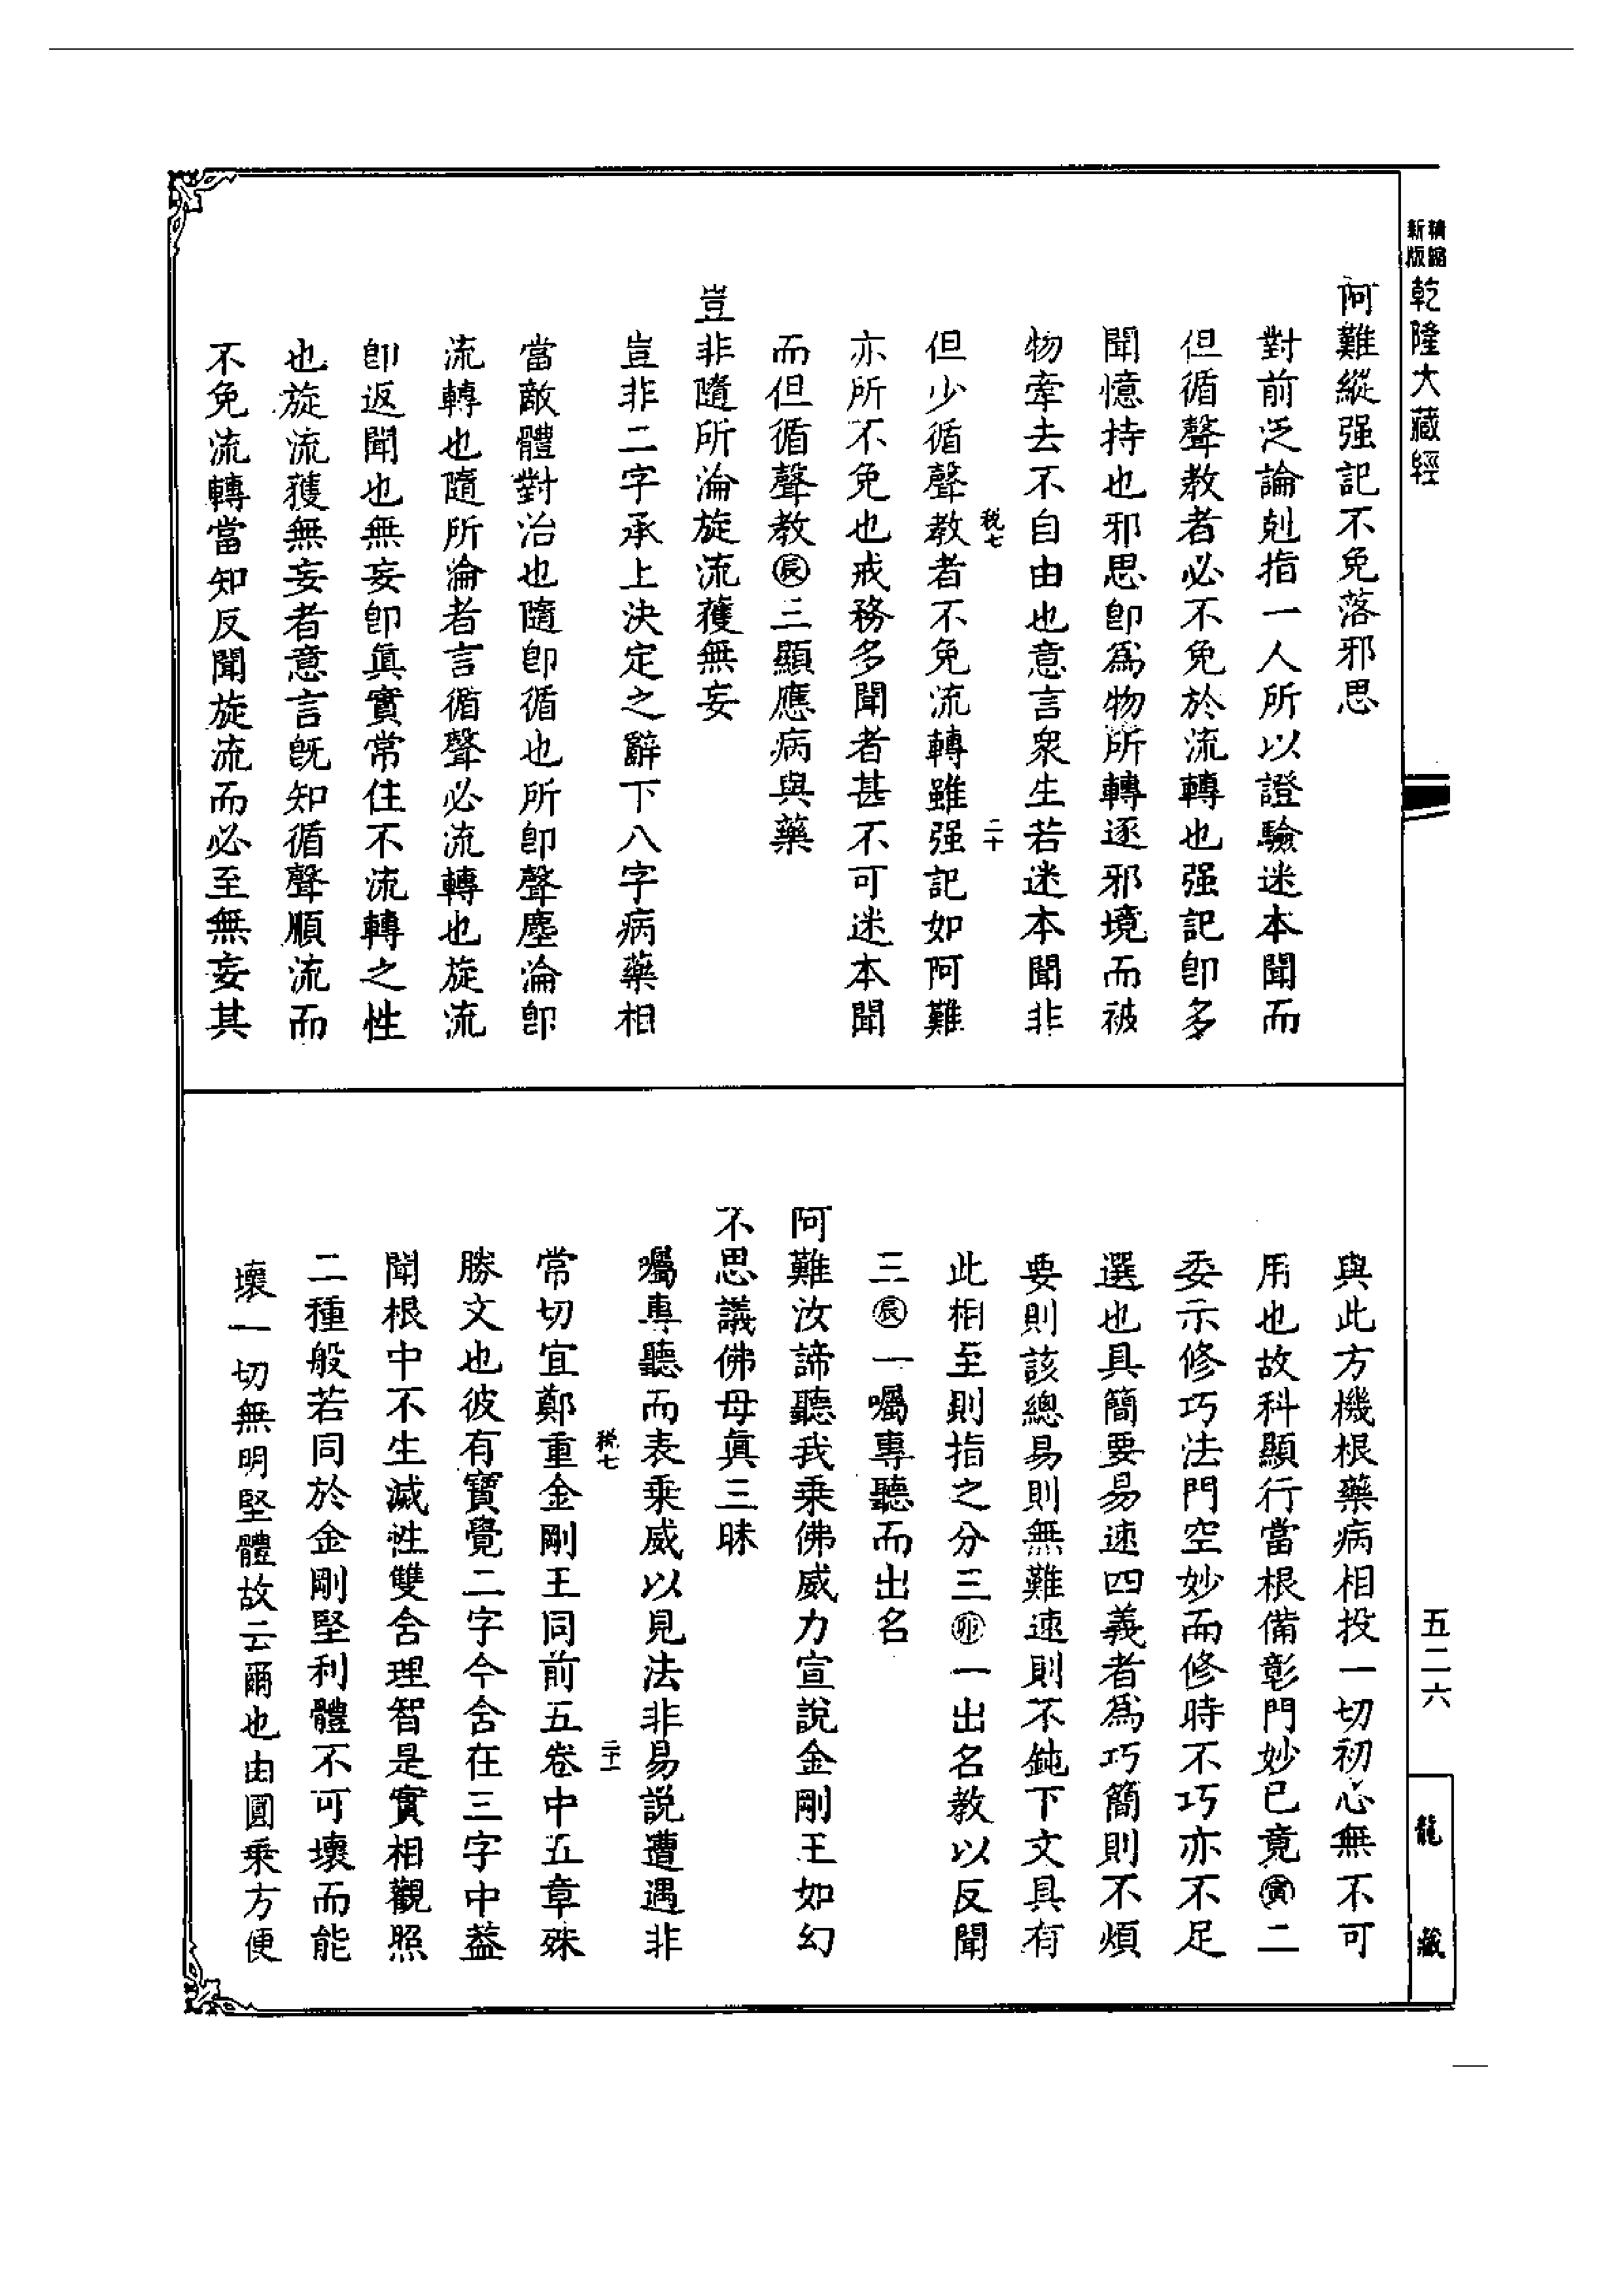 精縮
新版
乾隆大藏經
阿難縱强記不免落邪思
對前泛論剋指一人所以證驗迷本聞而
但循聲教者必不免於流轉也强記卽多
聞憶持也邪思卽爲物所轉逐邪境而被
物牽去不自由也意言衆生若迷本聞非
税七
二十
但少循聲教者不免流轉雖强記如阿難
亦所不免也戒務多聞者甚不可迷本聞
而但循聲教㊁三顯應病與藥
豈非隨所淪旋流獲無妄
豈非二字承上決定之辭下八字病藥相
當敵體對治也隨卽循也所卽聲塵淪卽
流轉也隨所淪者言循聲必流轉也旋流
卽返聞也無妄卽眞實常住不流轉之性
也旋流獲無妄者意言旣知循聲順流而
不免流轉當知反聞旋流而必至無妄其
與此方機根藥病相投一切初心無不可
用也故科顯行當根備彰門妙已竟寅二
委示修巧法門空妙而修時不巧亦不足
選也具簡要易速四義者爲巧簡則不煩
要則該總易則無難速則不鈍下文具有
此相至則指之分三卯一出名教以反聞
三辰一囑專聽而出名
阿難汝諦聽我乘佛威力宣說金剛王如幻
不思議佛母眞三昧
囑專聽而表乘威以見法非易説遭遇非
税七
二十一
常切宜鄭重金剛王同前五卷中五章殊
勝文也彼有寶覺二字今含在三字中葢
聞根中不生滅性雙含理智是實相觀照
二種般若同於金剛堅利體不可壞而能
壞一切無明堅體故云爾也由圓乘方便
五二六
龍藏